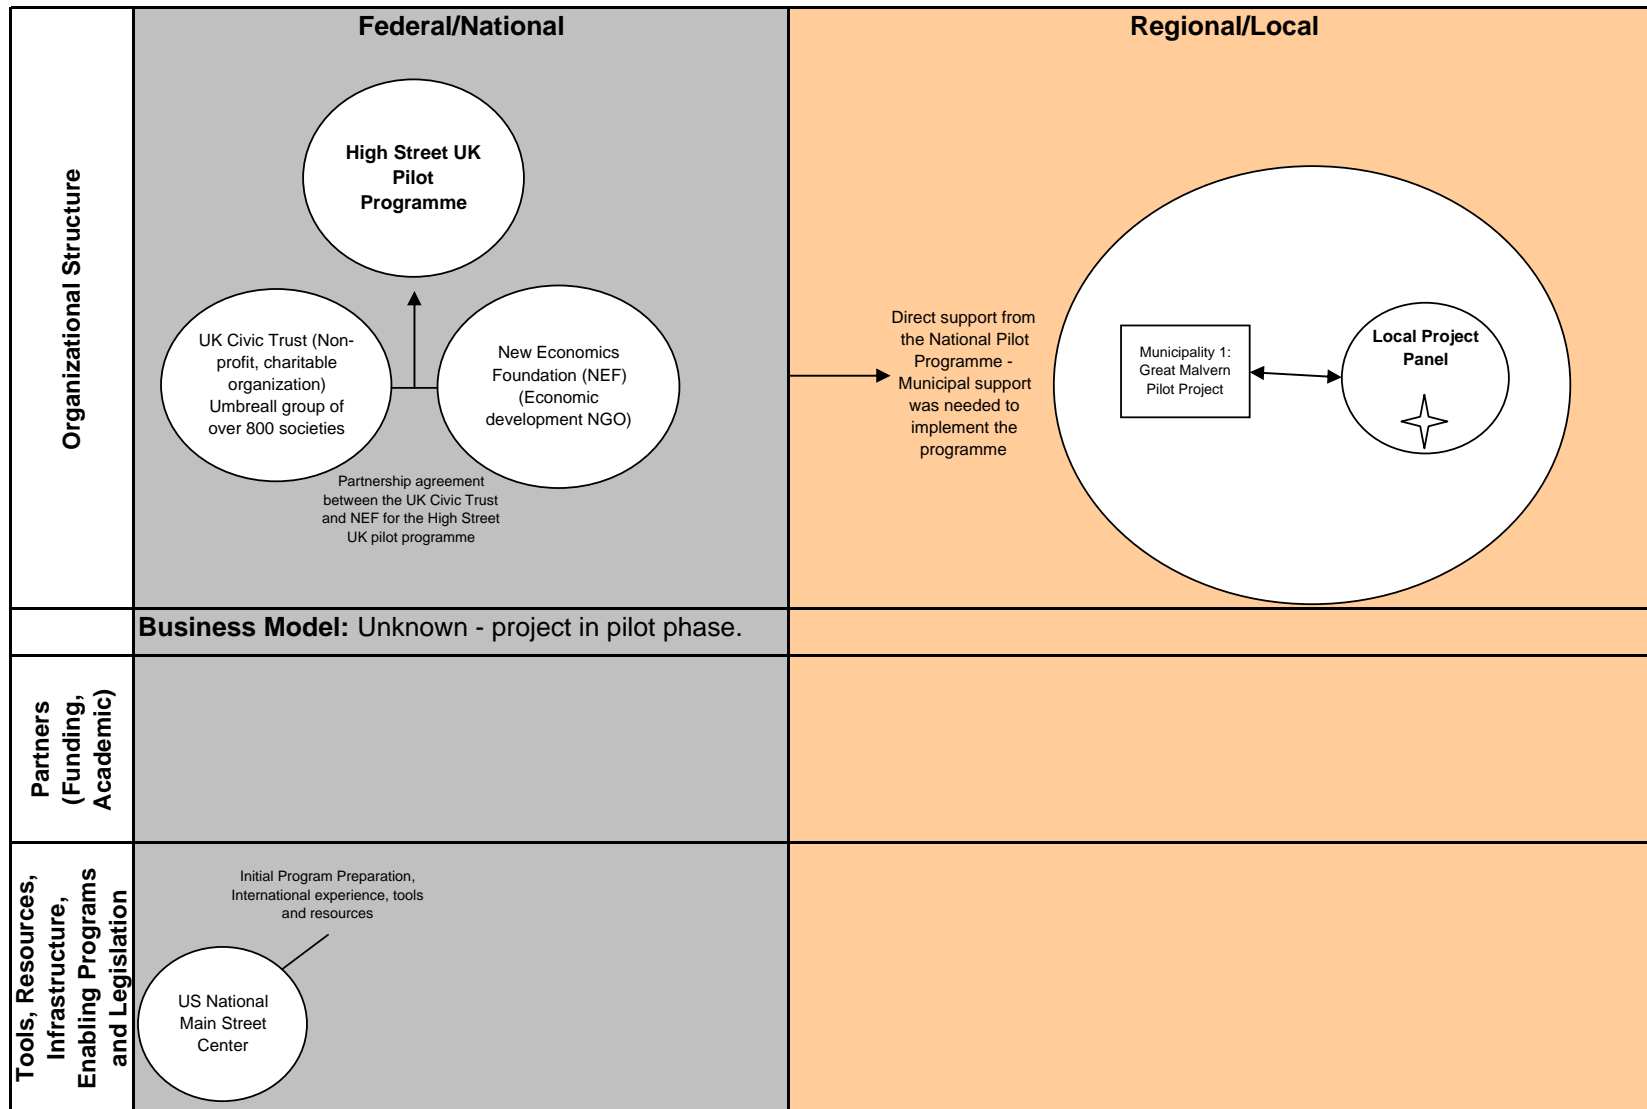 Federal/National
Regional/Local
Organizational Structure
High Street UK
Pilot
Programme
UK Civic Trust (Non-
profit, charitable
organization)
Umbreall group of
over 800 societies
New Economics
Foundation (NEF)
(Economic
development NGO)
Partnership agreement
between the UK Civic Trust
and NEF for the High Street
UK pilot programme
Direct support from
the National Pilot
Programme -
Municipal support
was needed to
implement the
programme
Municipality 1:
Great Malvern
Pilot Project
Local Project
Panel
Business Model: Unknown - project in pilot phase.
Partners
(Funding,
Academic)
Tools, Resources,
Infrastructure,
Enabling Programs
and Legislation
Initial Program Preparation,
International experience, tools
and resources
US National
Main Street
Center